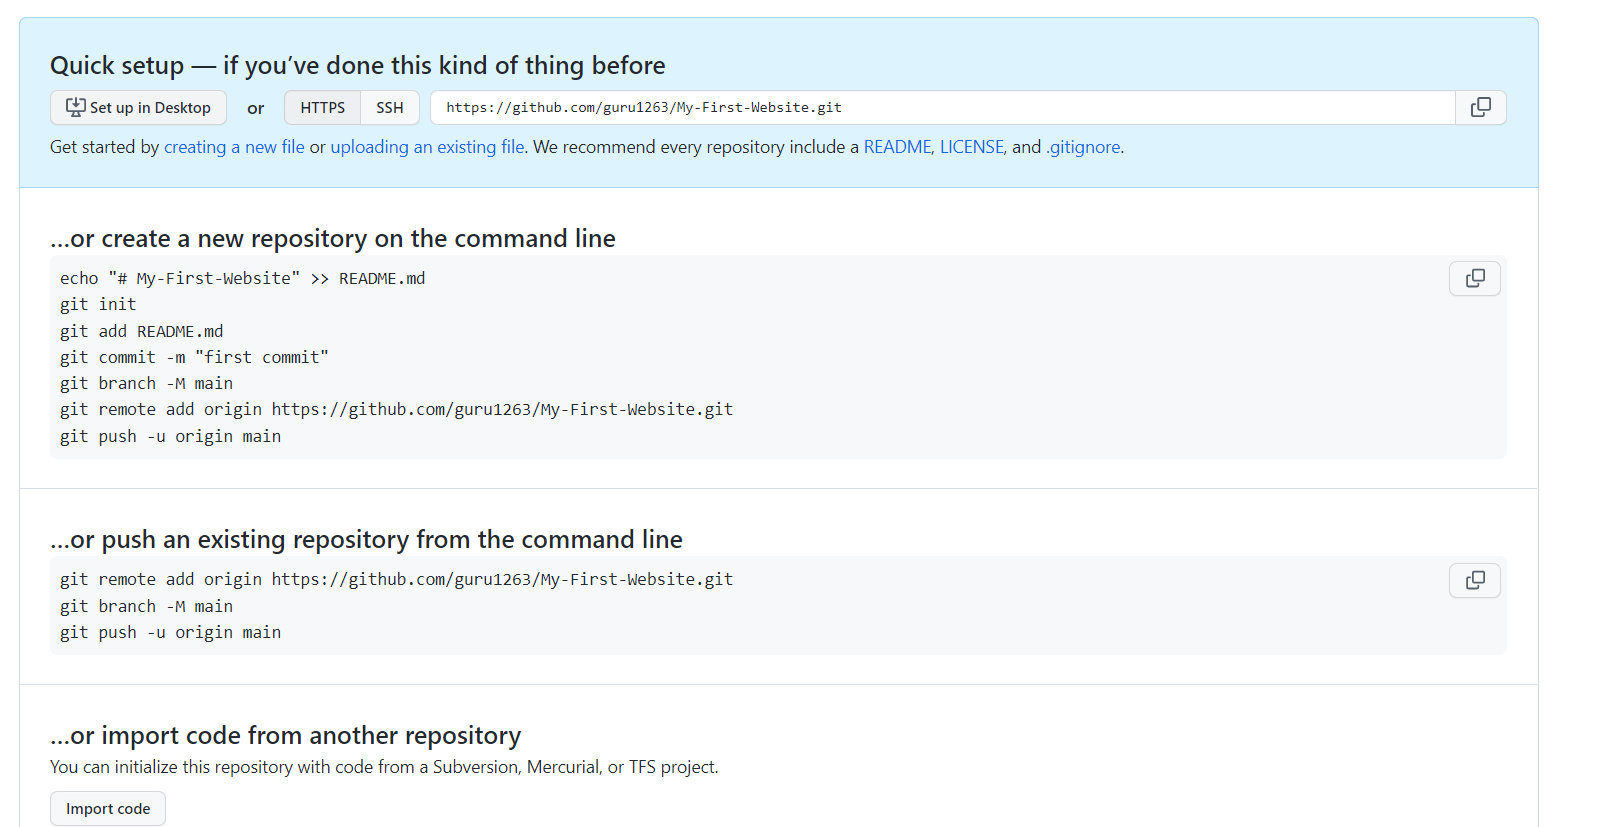 Quick setup — if you’ve done this kind of thing before
Set up in Desktop or HTTPS SSH https://github.com/guru1263/My-First-Website.git
Get started by creating a new file or uploading an existing file. We recommend every repository include a README, LICENSE, and .gitignore.
…or create a new repository on the command line
echo "# My-First-Website" >> README.md
git init
git add README.md
git commit -m "first commit"
git branch -M main
git remote add origin https://github.com/guru1263/My-First-Website.git
git push -u origin main
…or push an existing repository from the command line
git remote add origin https://github.com/guru1263/My-First-Website.git
git branch -M main
git push -u origin main
…or import code from another repository
You can initialize this repository with code from a Subversion, Mercurial, or TFS project.
Import code